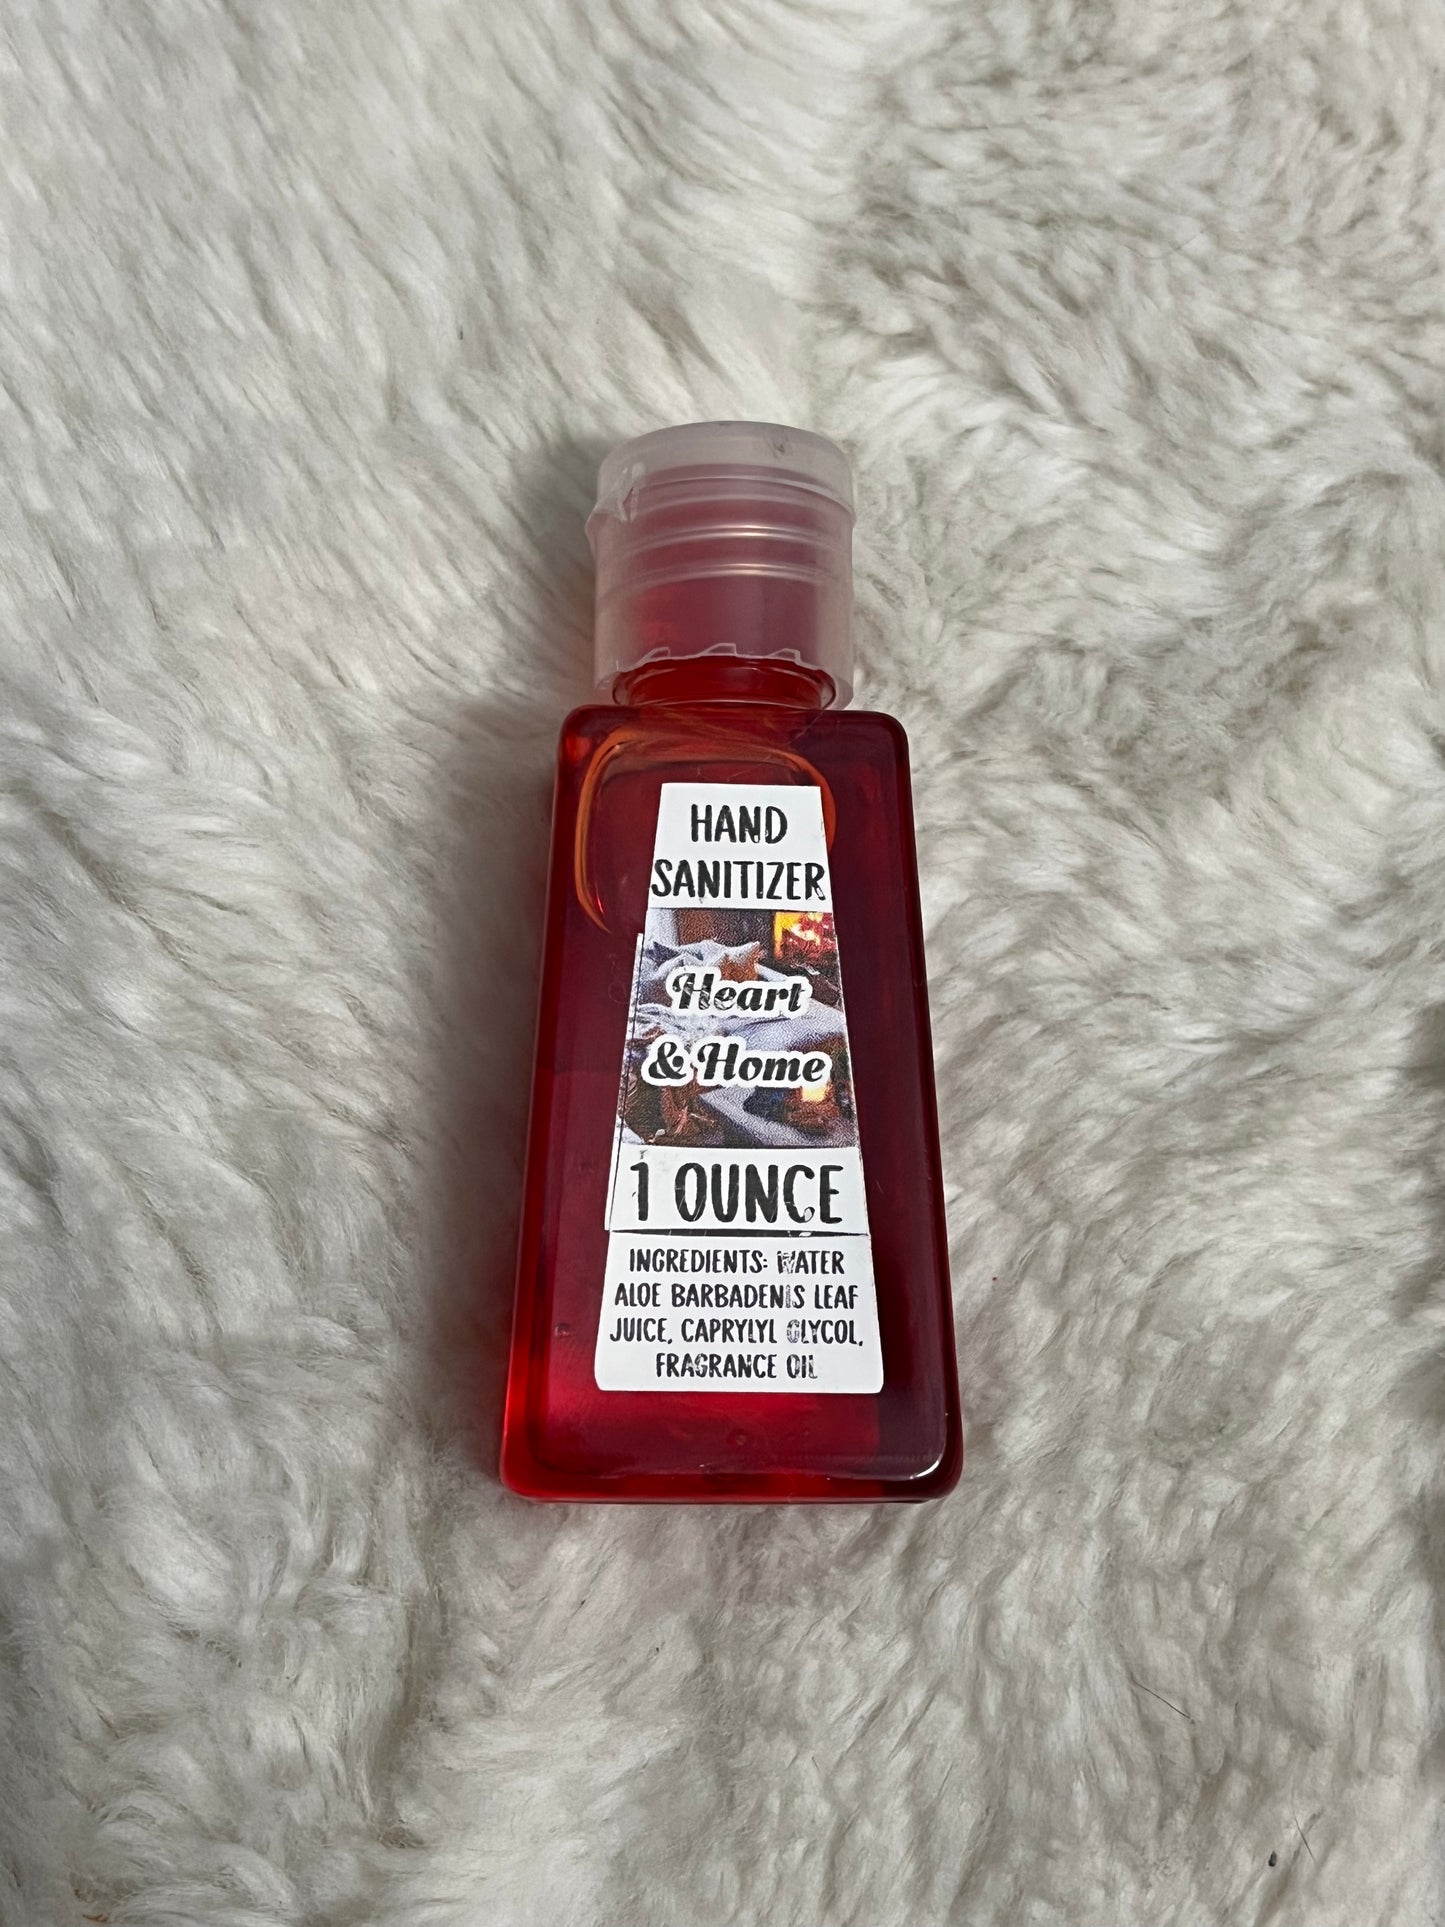 HAND
SANITIZER
Heart
& Home
1 OUNCE
INGREDIENTS: WATER
ALOE BARBADENIS LEAF
JUICE, CAPRYLYL GLYCOL,
FRAGRANCE OIL